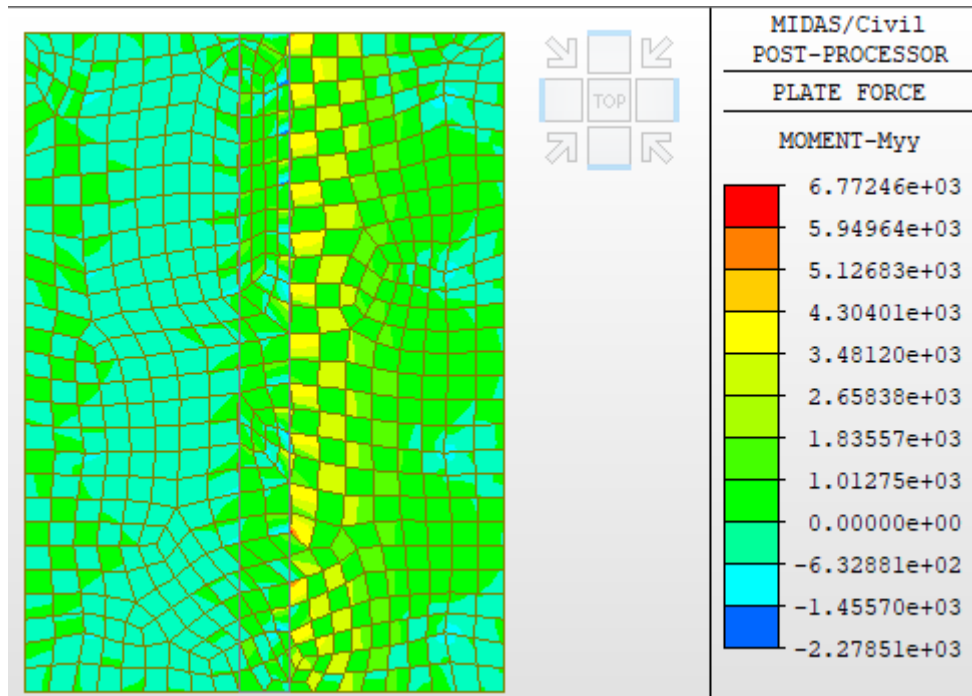 TOP
MIDAS/Civil
POST-PROCESSOR
PLATE FORCE
MOMENT-Myy
6.77246e+03
5.94964e+03
5.12683e+03
4.30401e+03
3.48120e+03
2.65838e+03
1.83557e+03
1.01275e+03
0.00000e+00
-6.32881e+02
-1.45570e+03
-2.27851e+03